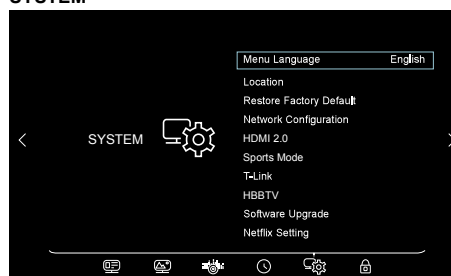 SYSTEM
Menu Language English
Location
Restore Factory Default
Network Configuration
SYSTEM
HDMI 2.0
Sports Mode
T-Link
HBBTV
Software Upgrade
Netflix Setting